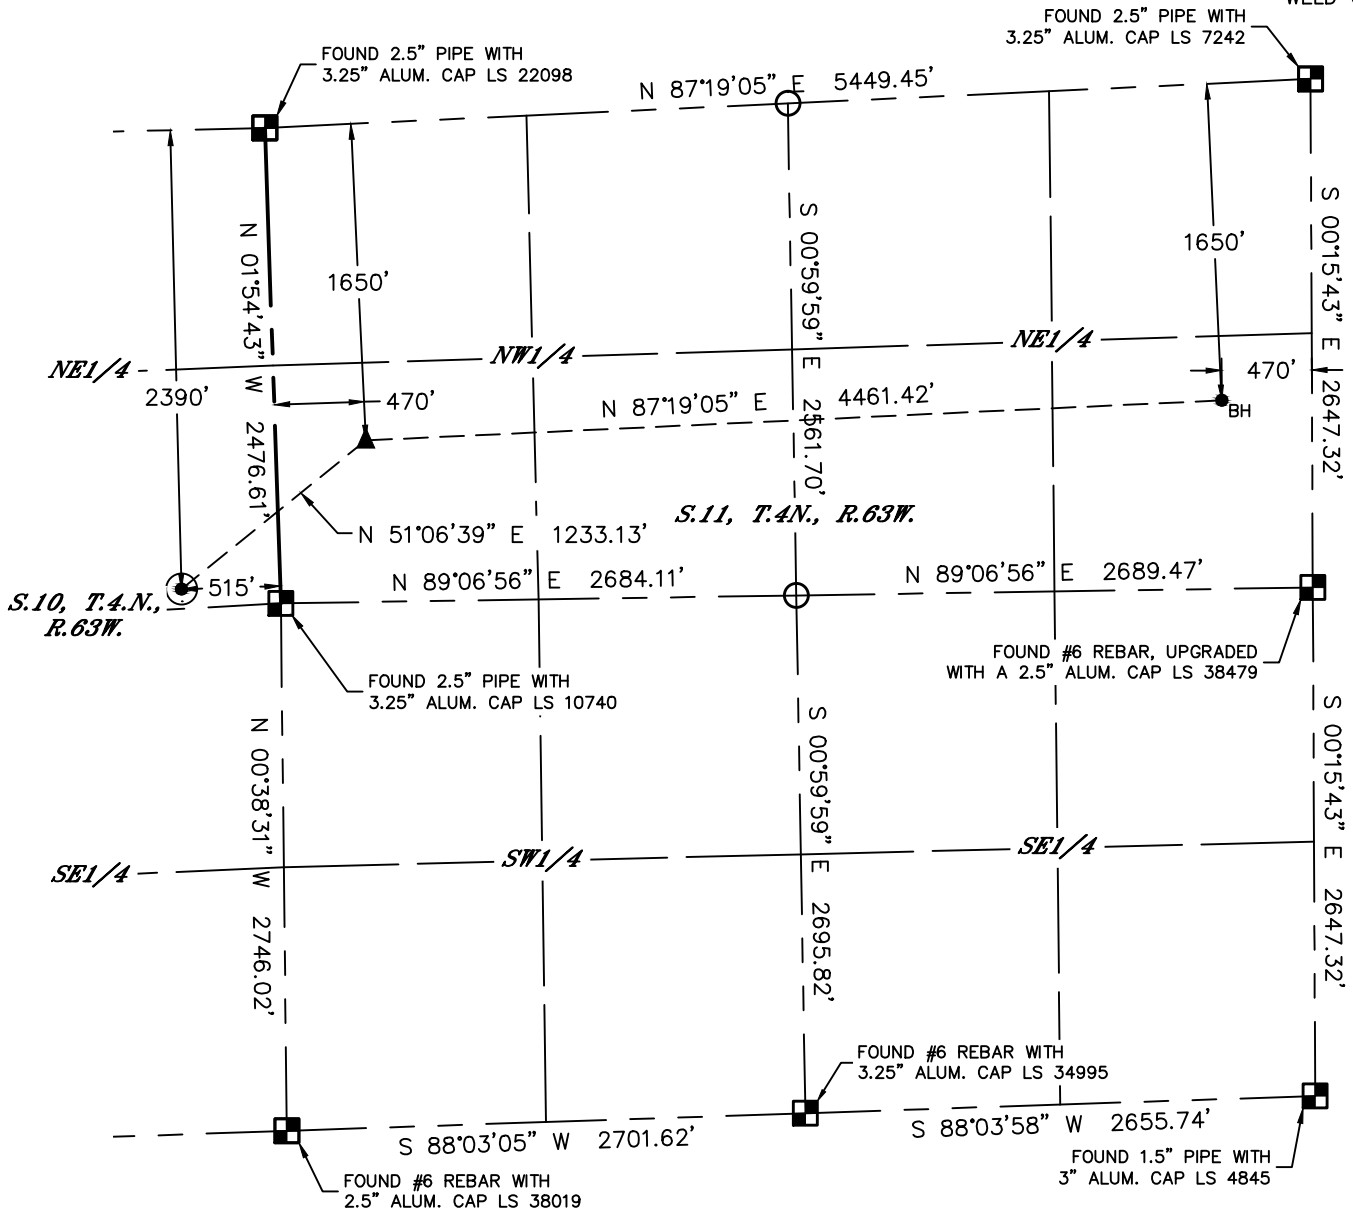 FOUND 2.5" PIPE WITH
3.25" ALUM. CAP LS 7242
FOUND 2.5" PIPE WITH
3.25" ALUM. CAP LS 22098
N 87°19'05" E 5449.45'
N 01°54'43" W 2476.61'
1650'
S 00°59'59" E 2561.70'
1650'
S 00°15'43" E 2647.32'
NE1/4
NW1/4
NE1/4
2390'
470'
470'
N 87°19'05" E 4461.42'
BH
S.11, T.4N., R.63W.
N 51°06'39" E 1233.13'
515'
N 89°06'56" E 2684.11'
N 89°06'56" E 2689.47'
S.10, T.4.N.,
R.63W.
FOUND #6 REBAR, UPGRADED
WITH A 2.5" ALUM. CAP LS 38479
FOUND 2.5" PIPE WITH
3.25" ALUM. CAP LS 10740
N 00°38'31" W 2746.02'
S 00°59'59" E 2695.82'
S 00°15'43" E 2647.32'
SE1/4
SW1/4
SE1/4
FOUND #6 REBAR WITH
3.25" ALUM. CAP LS 34995
S 88°03'05" W 2701.62'
S 88°03'58" W 2655.74'
FOUND 1.5" PIPE WITH
3" ALUM. CAP LS 4845
FOUND #6 REBAR WITH
2.5" ALUM. CAP LS 38019